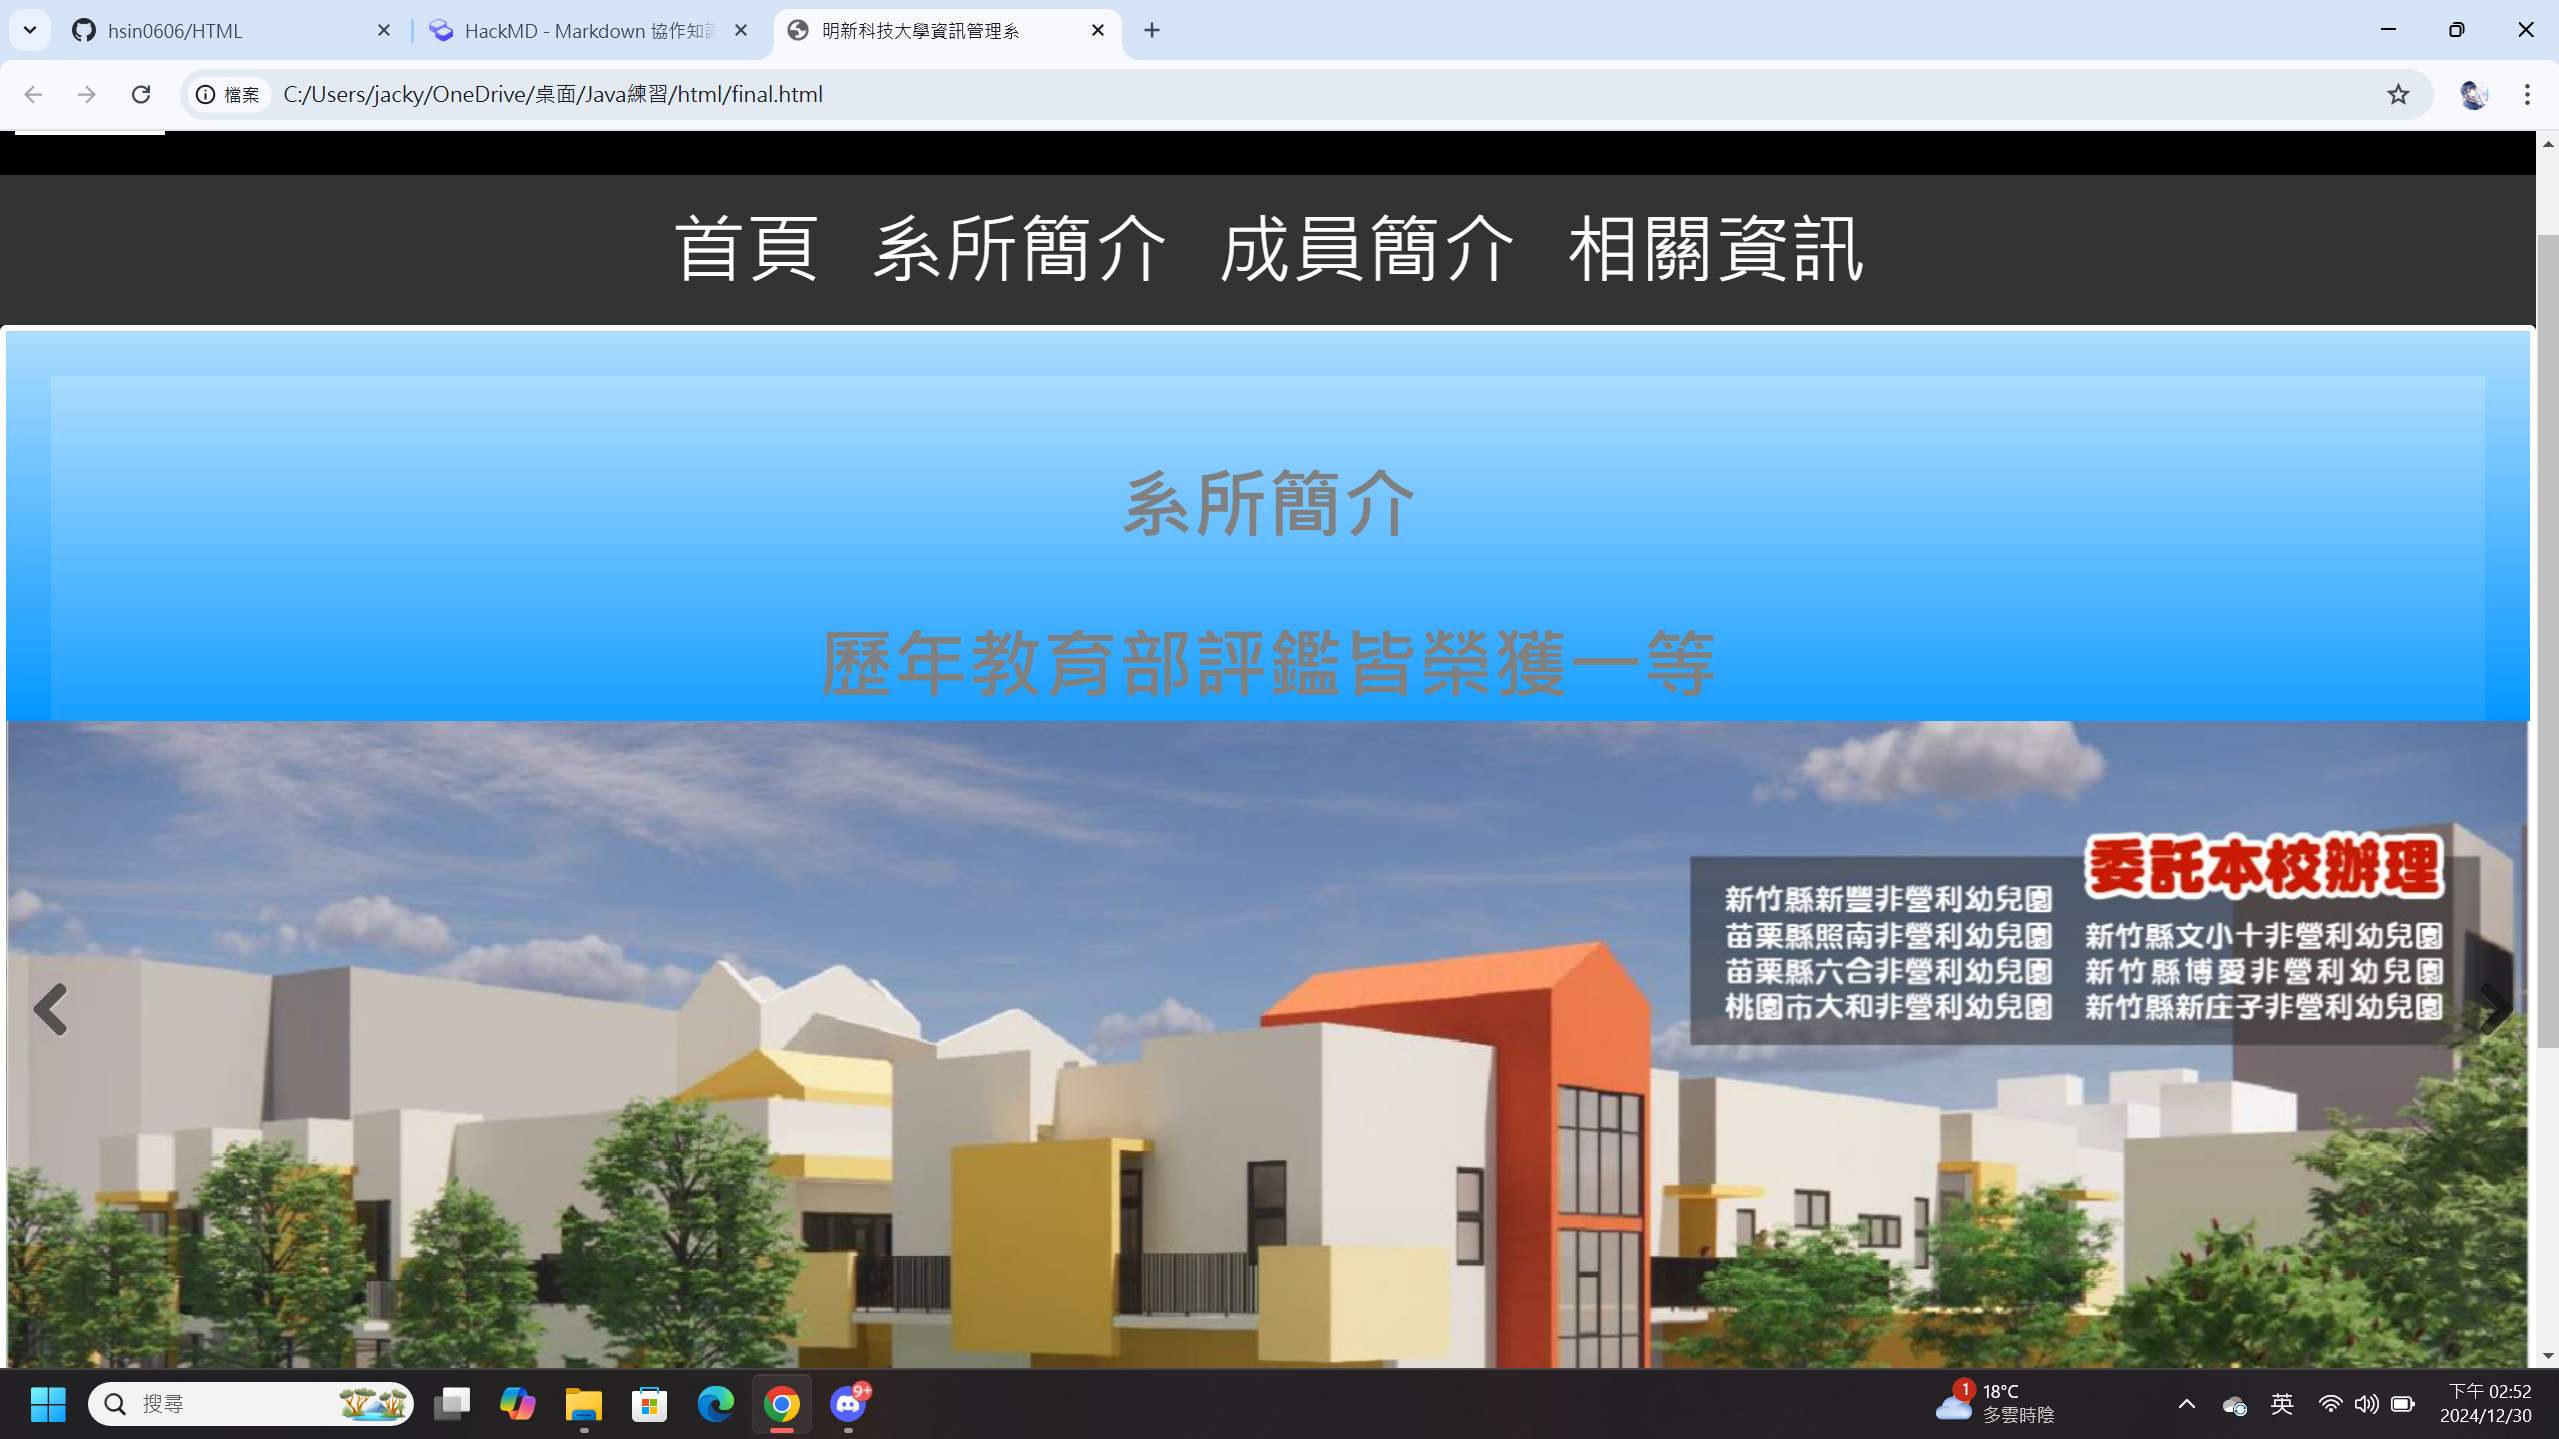 hsin0606/HTML
HackMD - Markdown 協作知
明新科技大學資訊管理系
檔案
C:/Users/jacky/OneDrive/桌面/Java練習/html/final.html
首頁 系所簡介 成員簡介 相關資訊
系所簡介
歷年教育部評鑑皆榮獲一等
委託本校辦理
新竹縣新豐非營利幼兒園
苗栗縣照南非營利幼兒園 新竹縣文小十非營利幼兒園
苗栗縣六合非營利幼兒園 新竹縣博愛非營利幼兒園
桃園市大和非營利幼兒園 新竹縣新庄子非營利幼兒園
搜尋
9+
1
18°C
多雲時陰
英
下午 02:52
2024/12/30